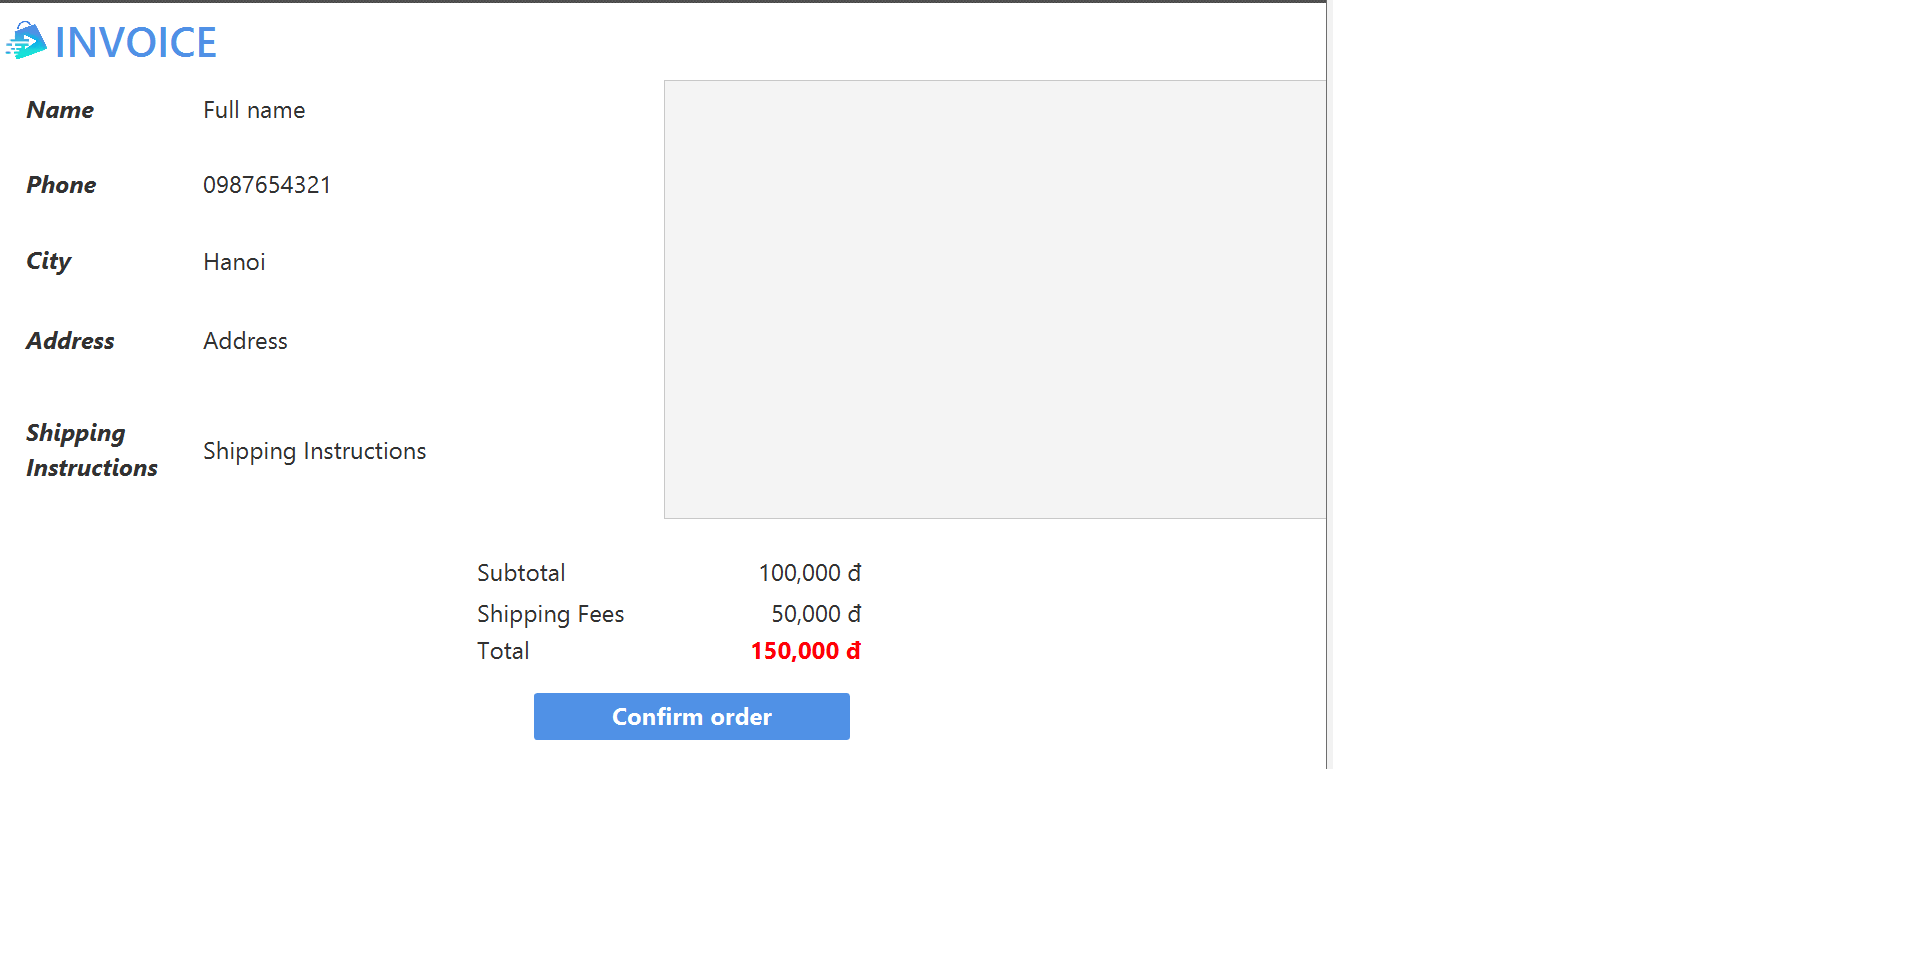 INVOICE
Name Full name
Phone 0987654321
City Hanoi
Address Address
Shipping
Instructions
Shipping Instructions
Subtotal 100,000 đ
Shipping Fees 50,000 đ
Total 150,000 đ
Confirm order